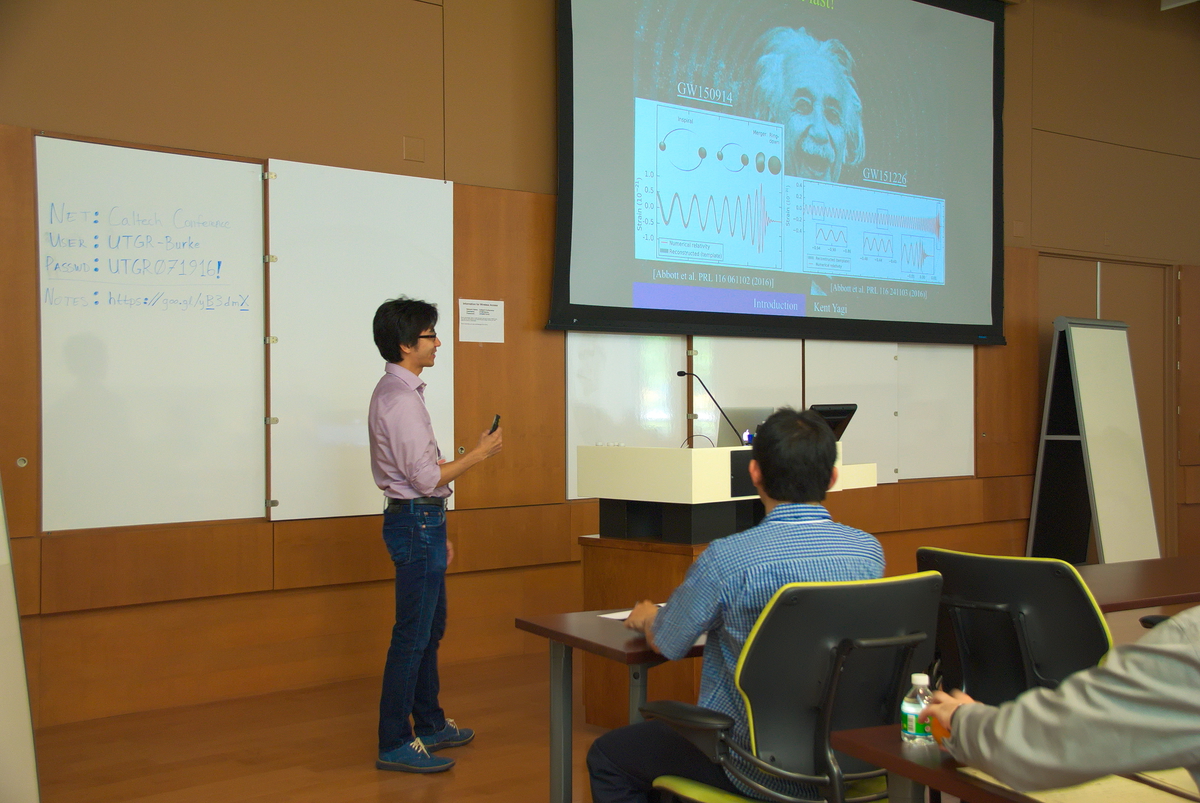 NET: Caltech Conference
USER: UTGR-Burke
PASSWD: UTGR071916!
NOTES: https://goo.gl/qB3dmX
last!
GW150914
Inspiral
Merger
Ring-
down
1.0
0.5
0.0
-0.5
-1.0
Strain (10⁻²¹)
Numerical relativity
Reconstructed (template)
GW151226
[Abbott et al. PRL 116 061102 (2016)]
[Abbott et al. PRL 116 241103 (2016)]
Introduction
Kent Yagi